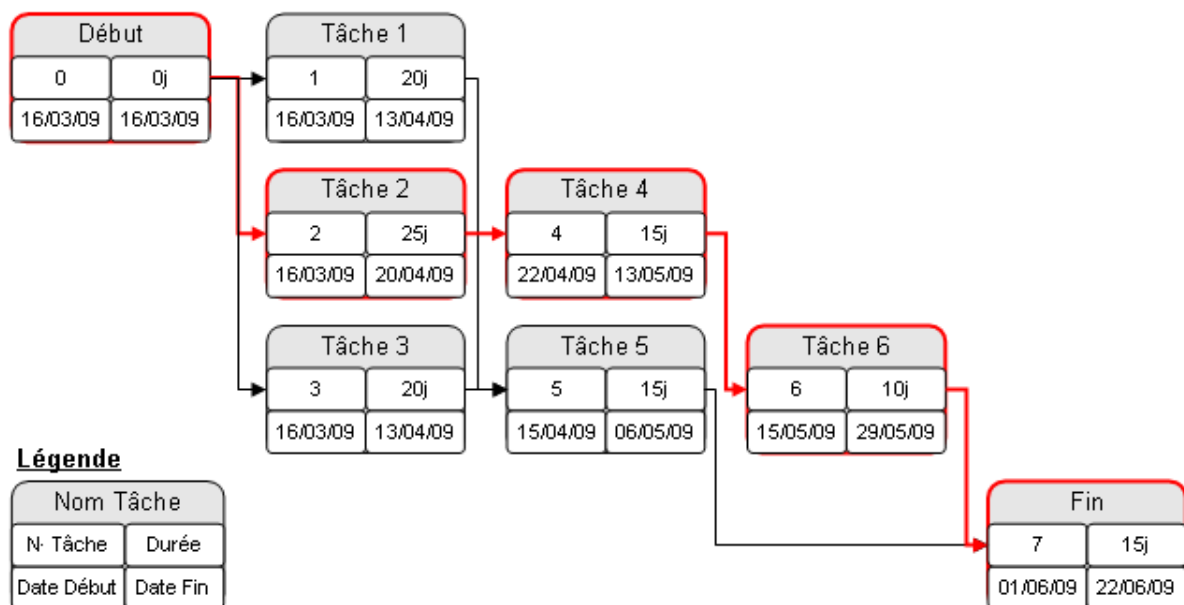 Début
0 0j
16/03/09 16/03/09
Tâche 1
1 20j
16/03/09 13/04/09
Tâche 2
2 25j
16/03/09 20/04/09
Tâche 4
4 15j
22/04/09 13/05/09
Tâche 3
3 20j
16/03/09 13/04/09
Tâche 5
5 15j
15/04/09 06/05/09
Tâche 6
6 10j
15/05/09 29/05/09
Légende
Nom Tâche
N· Tâche Durée
Date Début Date Fin
Fin
7 15j
01/06/09 22/06/09